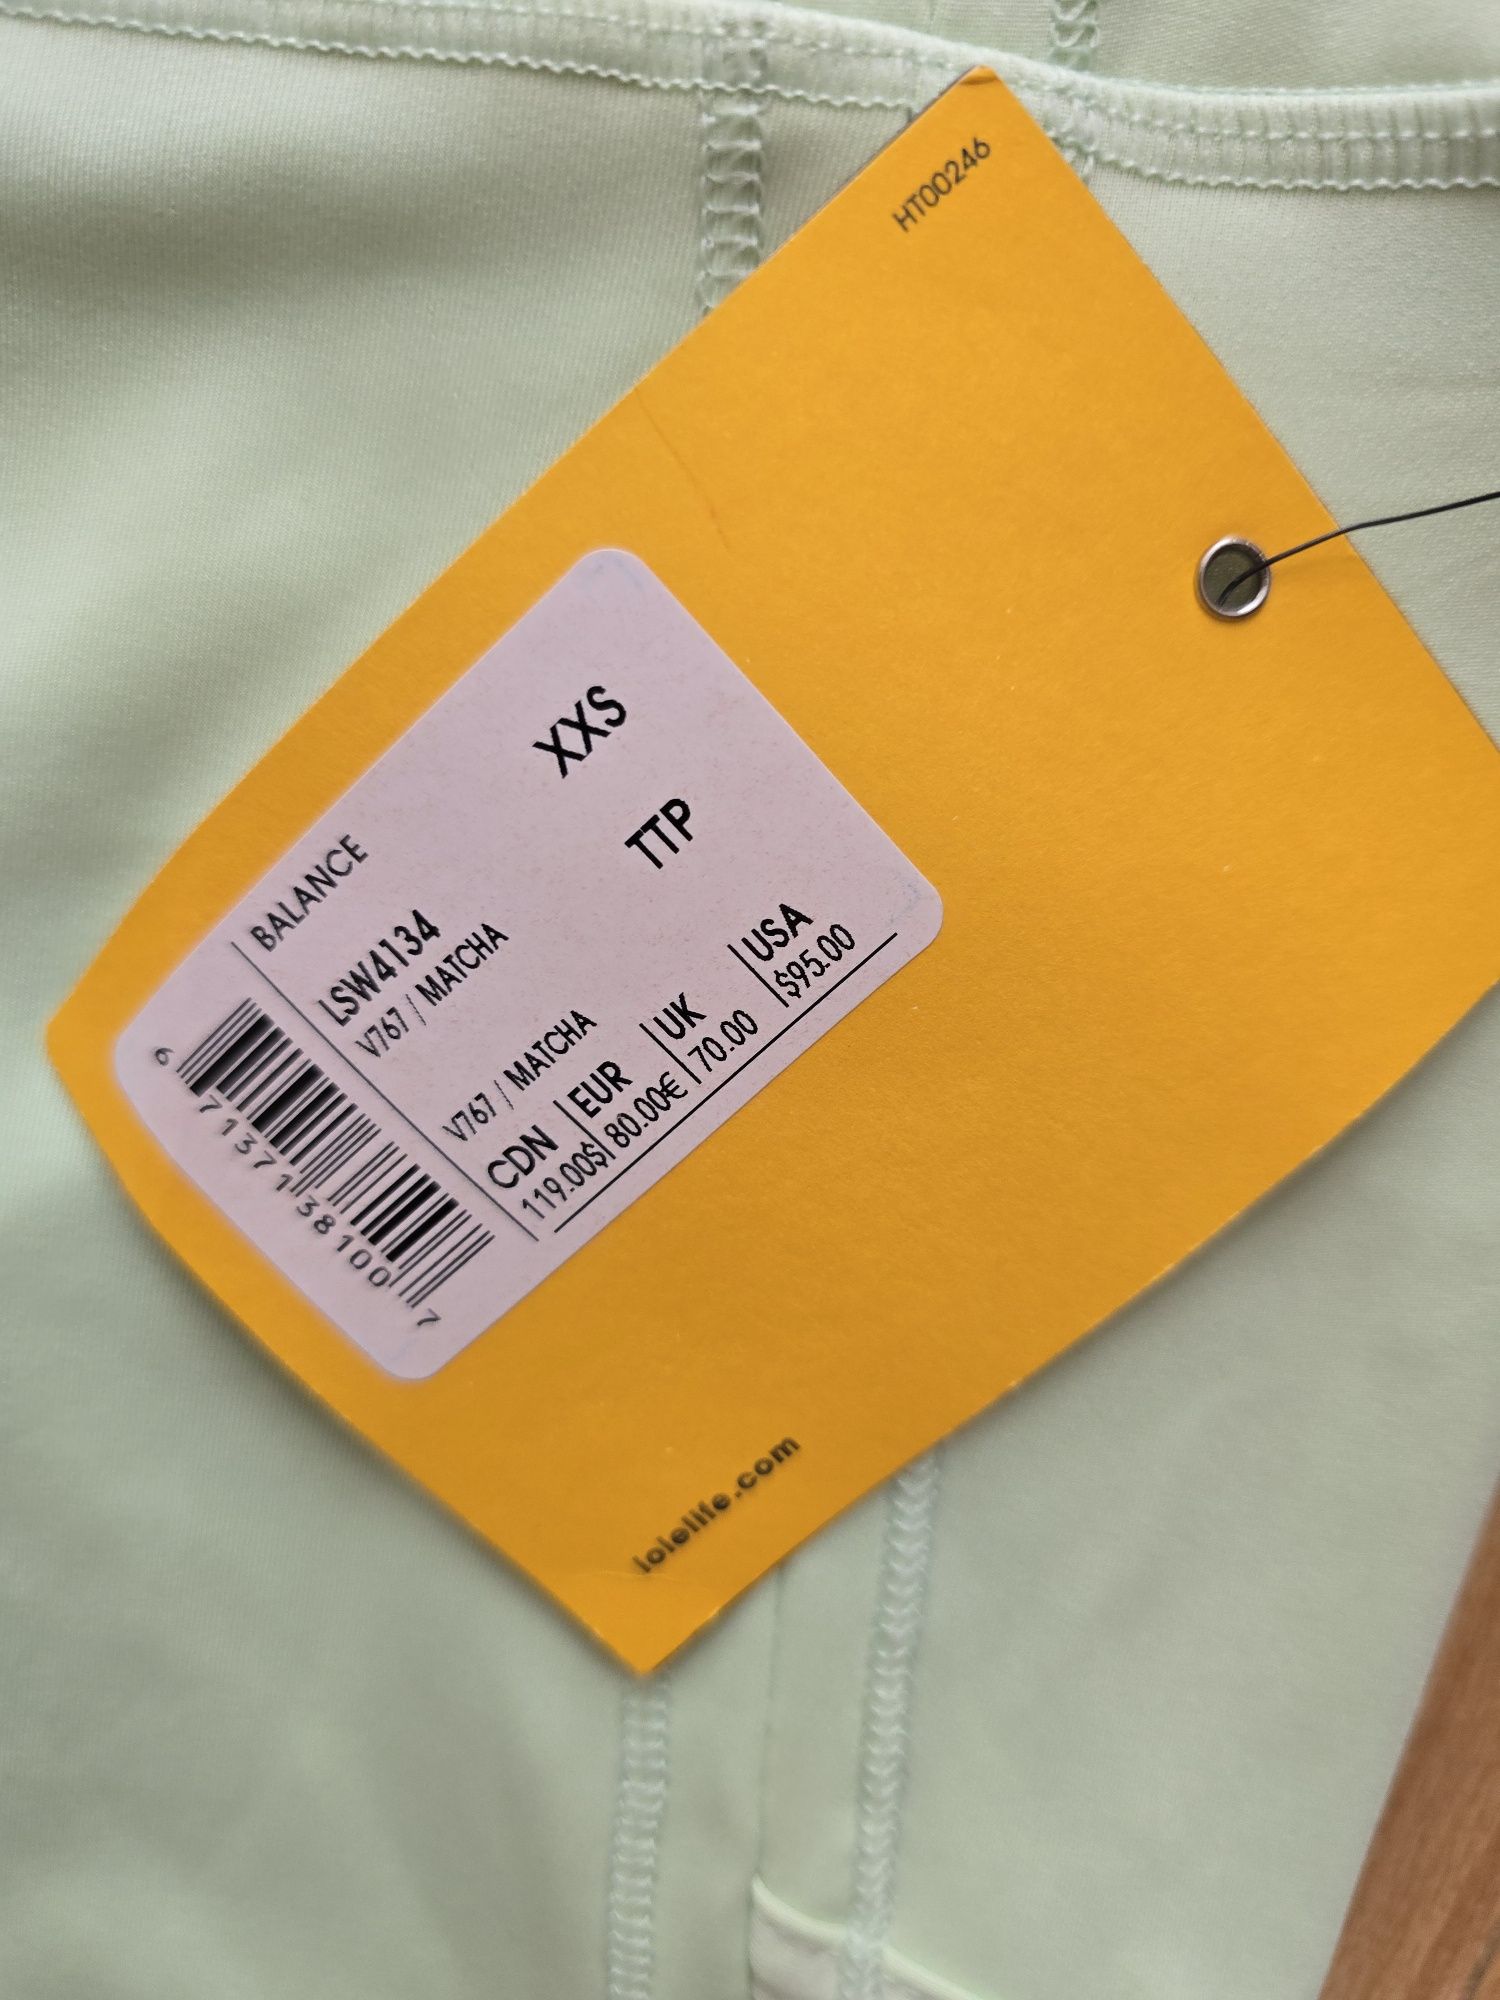 HT00246
XXS
TTP
BALANCE
LSW4134
V767 / MATCHA
V767 / MATCHA
CDN EUR UK USA
119.00$ 80.00€ 70.00 $95.00
6 71371 38100 7
lolelife.com